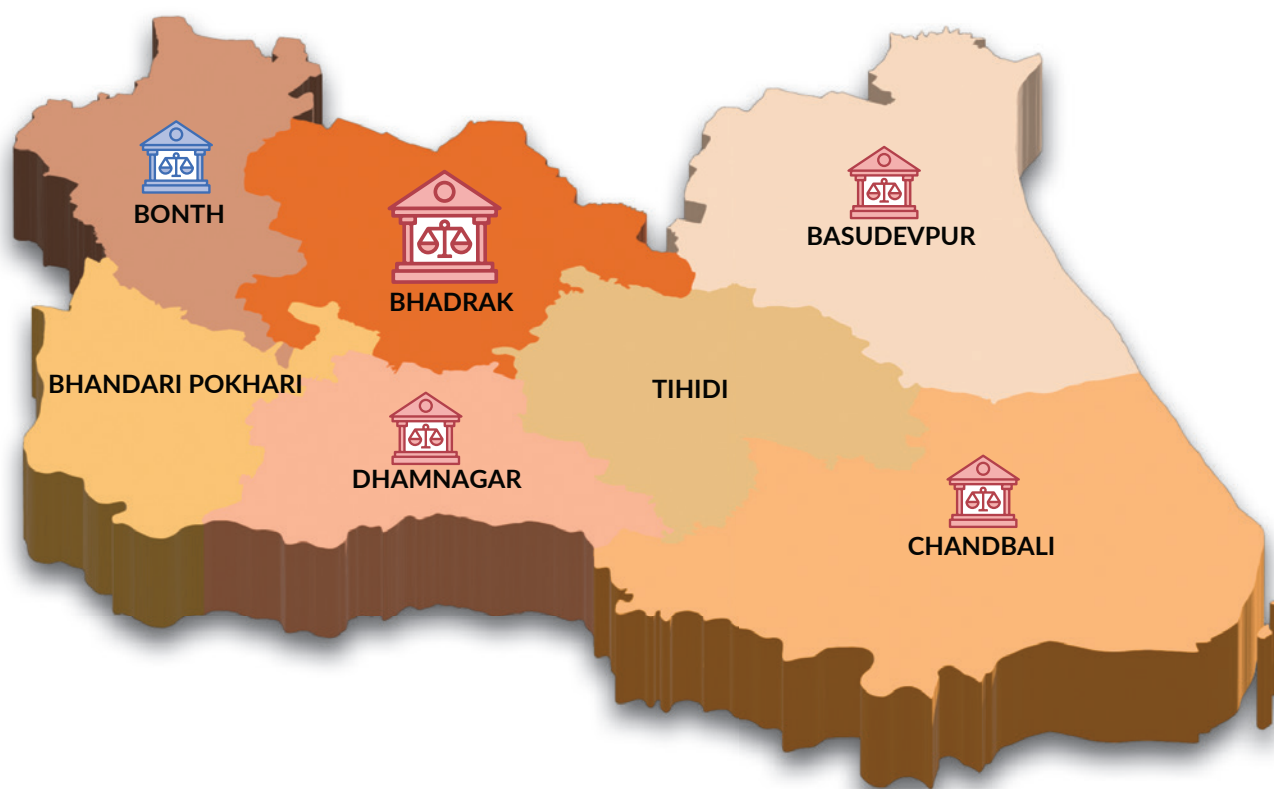 BONTH
BASUDEVPUR
BHADRAK
BHANDARI POKHARI
TIHIDI
DHAMNAGAR
CHANDBALI